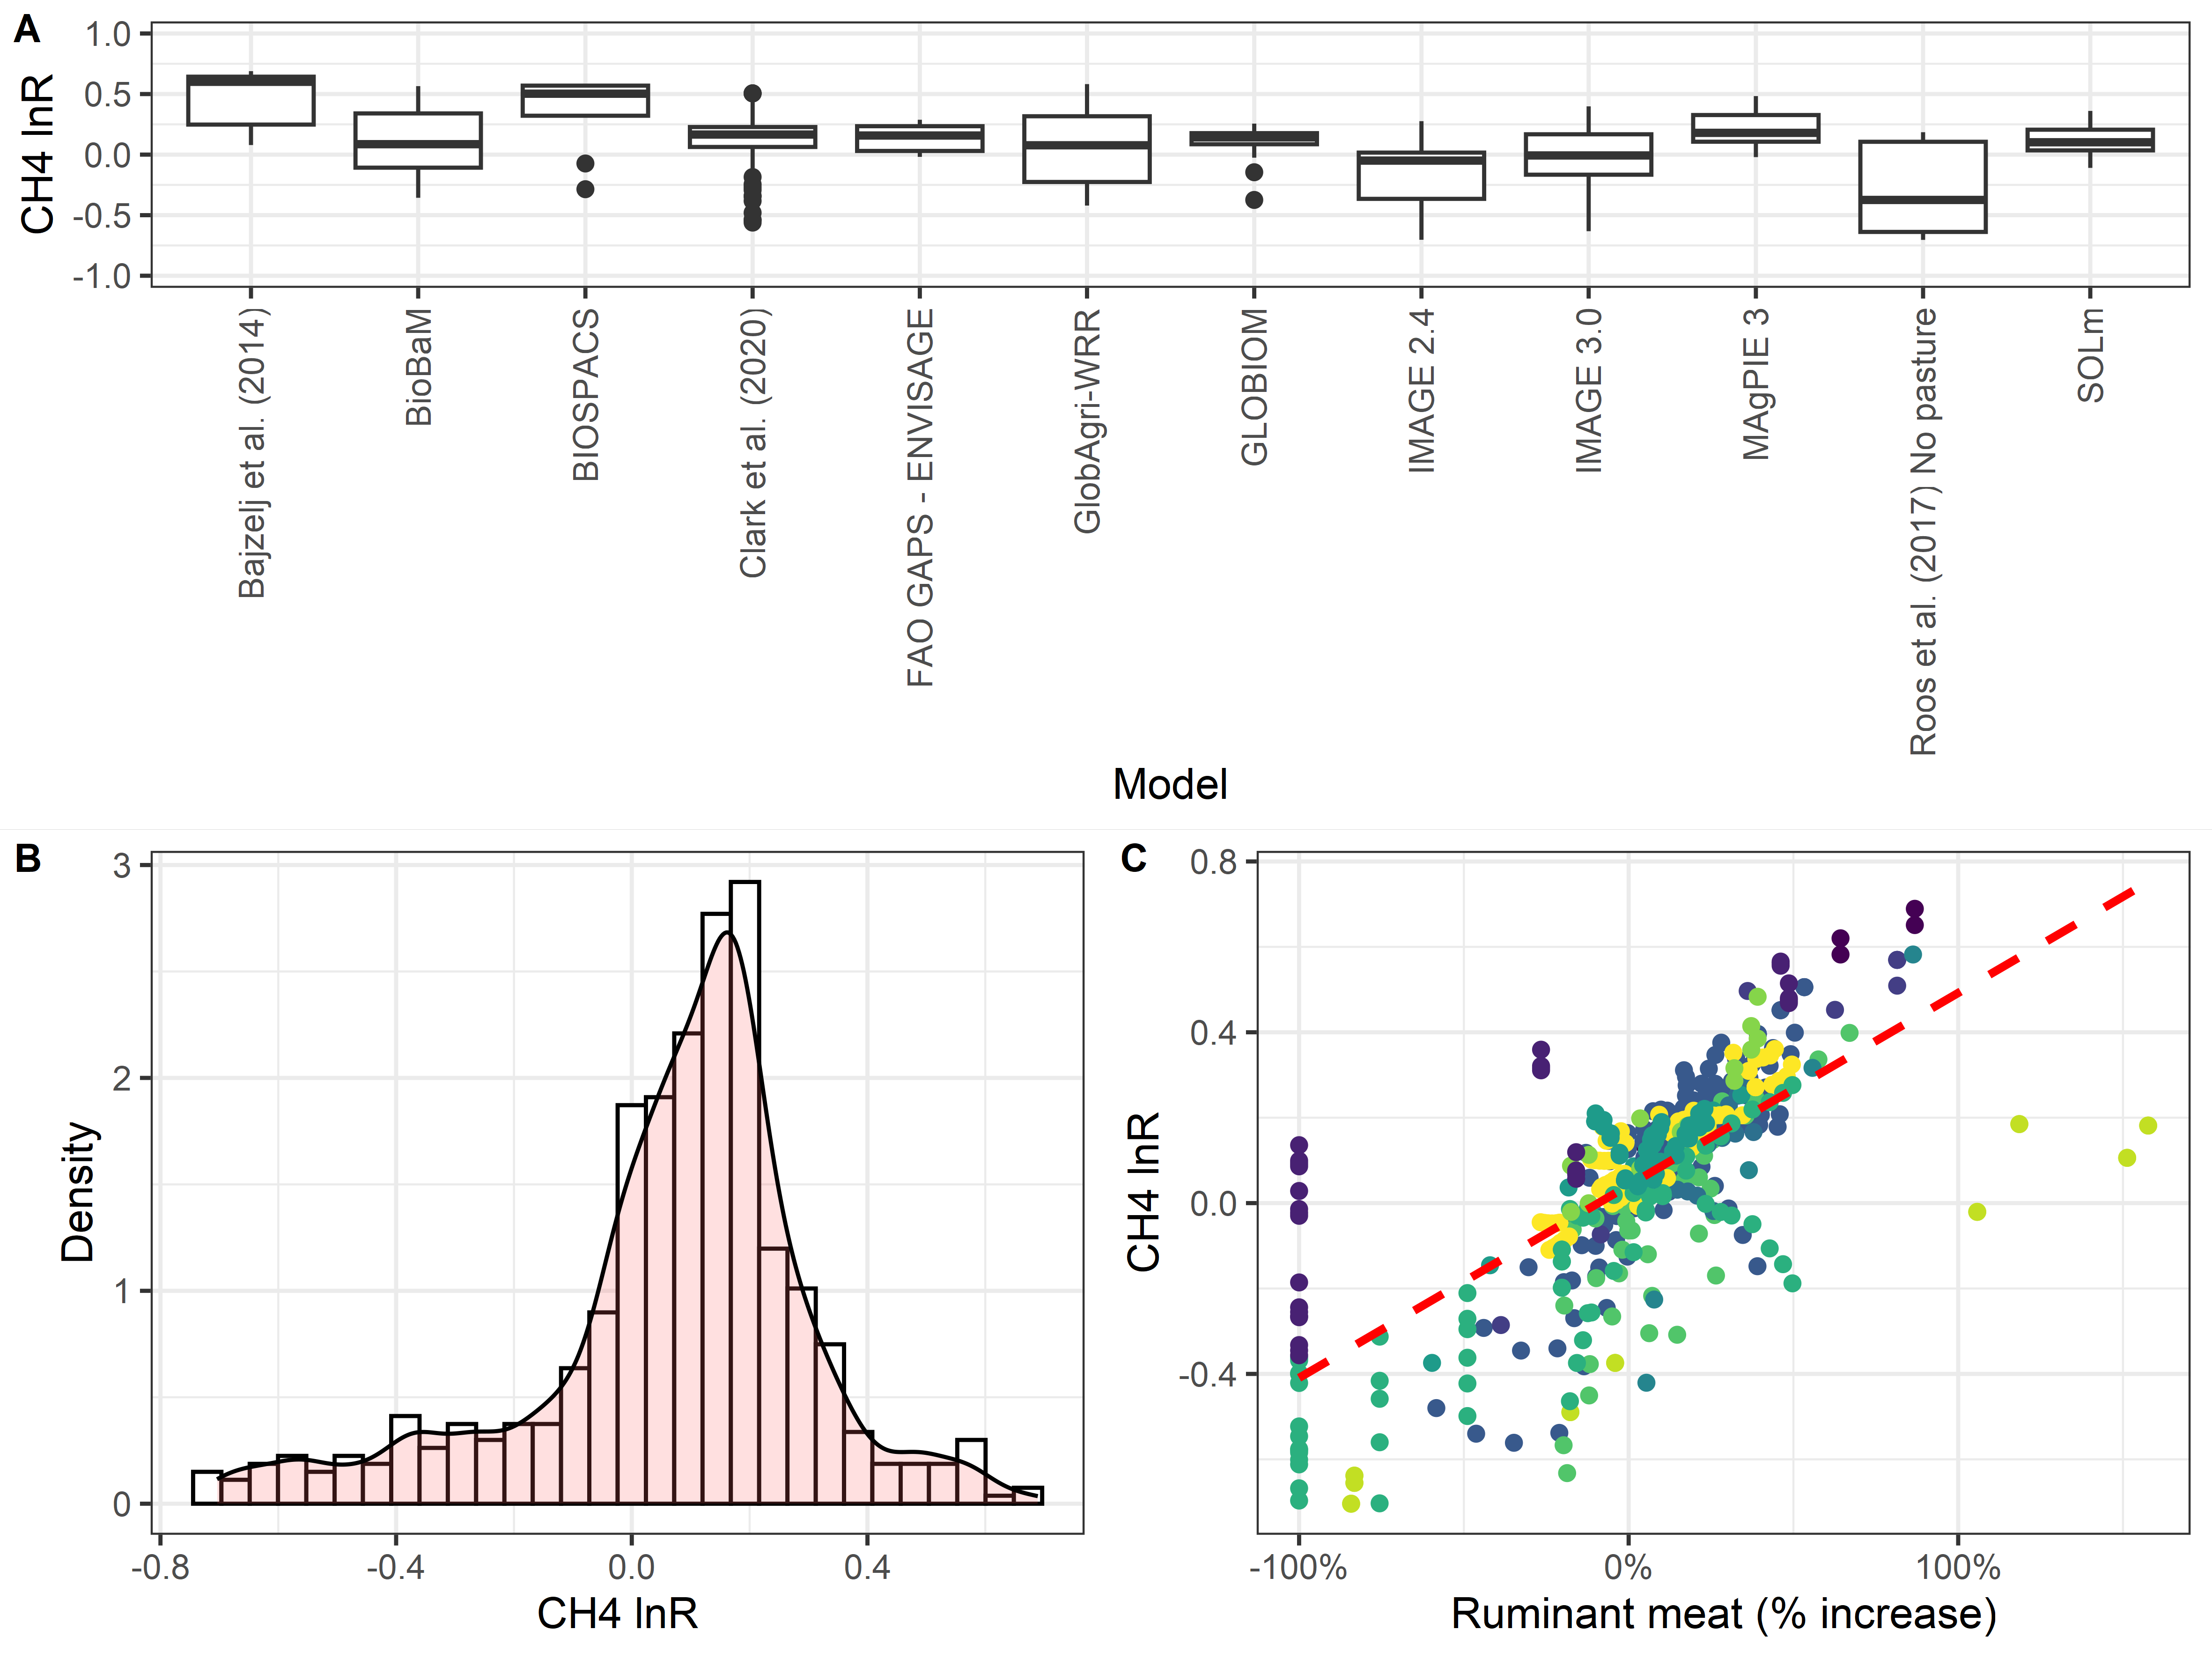 A
CH4 lnR
1.0
0.5
0.0
-0.5
-1.0
Bajzelj et al. (2014)
BioBaM
BIOSPACS
Clark et al. (2020)
FAO GAPS - ENVISAGE
GlobAgri-WRR
GLOBIOM
IMAGE 2.4
IMAGE 3.0
MAgPIE 3
Roos et al. (2017) No pasture
SOLm
Model
B
Density
3
2
1
0
-0.8
-0.4
0.0
0.4
CH4 lnR
C
CH4 lnR
0.8
0.4
0.0
-0.4
-100%
0%
100%
Ruminant meat (% increase)